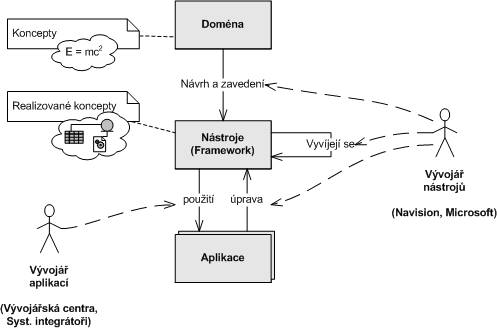 Koncepty
E = mc²
Doména
Návrh a zavedení
Realizované koncepty
Nástroje
(Framework)
Vyvíjejí se
Vývojář
nástrojů
(Navision, Microsoft)
použití
úprava
Aplikace
Vývojář
aplikací
(Vývojářská centra,
Syst. integrátoři)